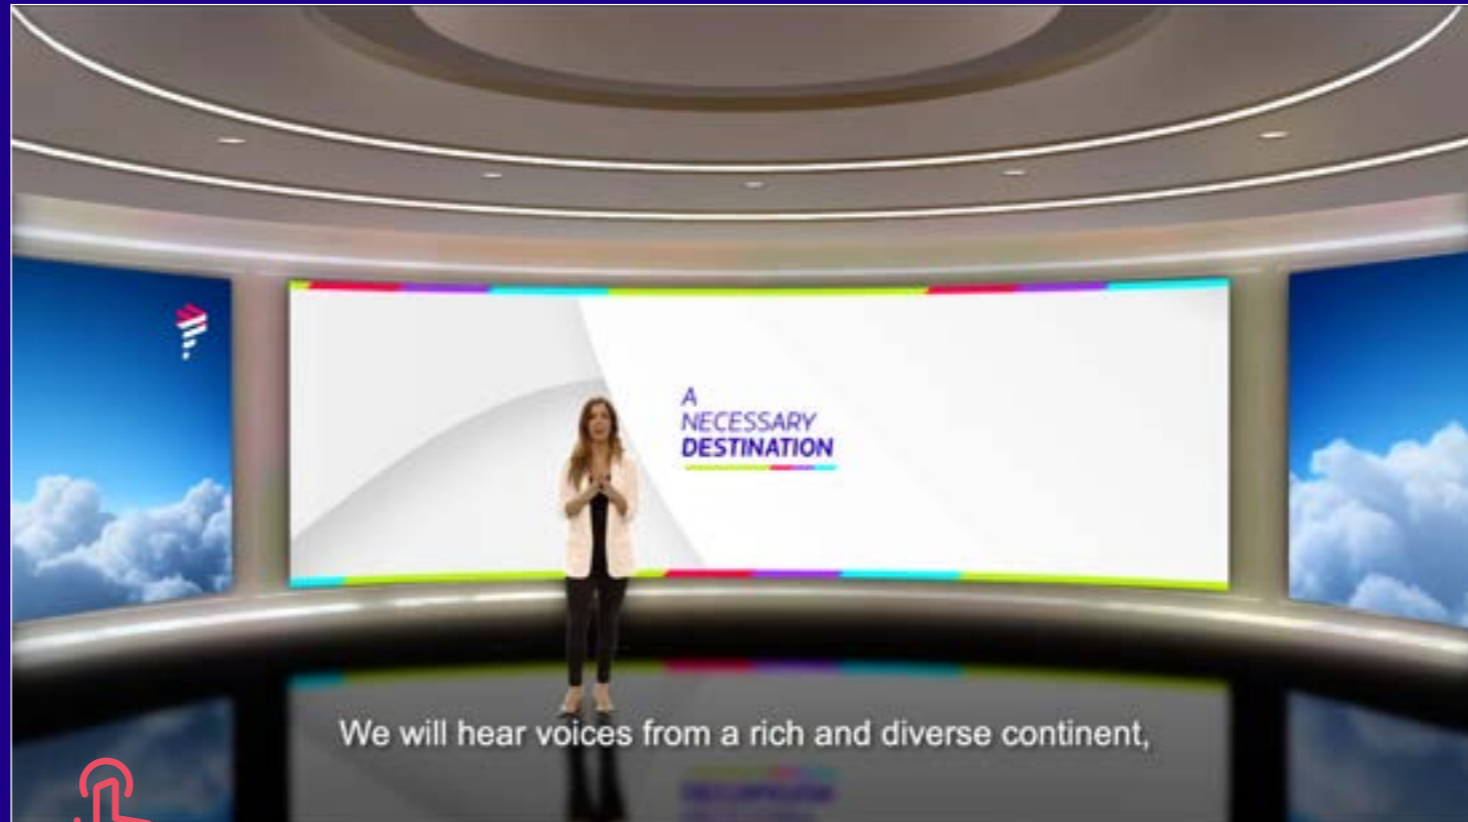 A
NECESSARY
DESTINATION
We will hear voices from a rich and diverse continent,